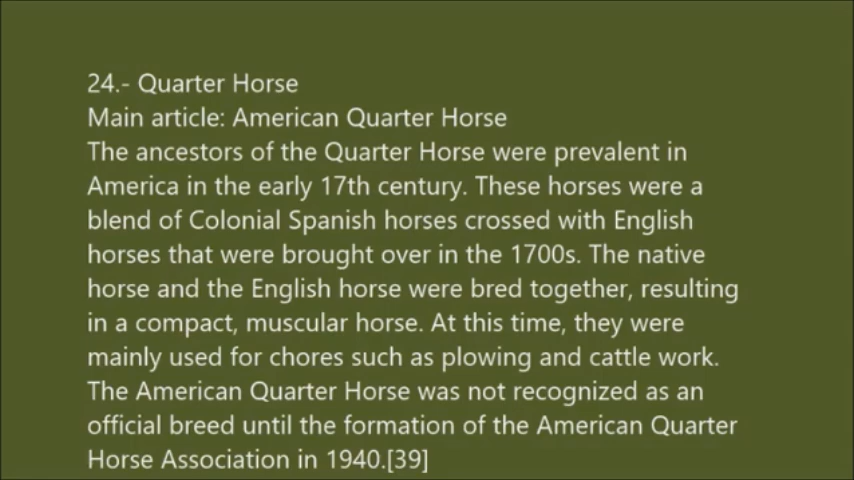 24.- Quarter Horse
Main article: American Quarter Horse
The ancestors of the Quarter Horse were prevalent in
America in the early 17th century. These horses were a
blend of Colonial Spanish horses crossed with English
horses that were brought over in the 1700s. The native
horse and the English horse were bred together, resulting
in a compact, muscular horse. At this time, they were
mainly used for chores such as plowing and cattle work.
The American Quarter Horse was not recognized as an
official breed until the formation of the American Quarter
Horse Association in 1940.[39]